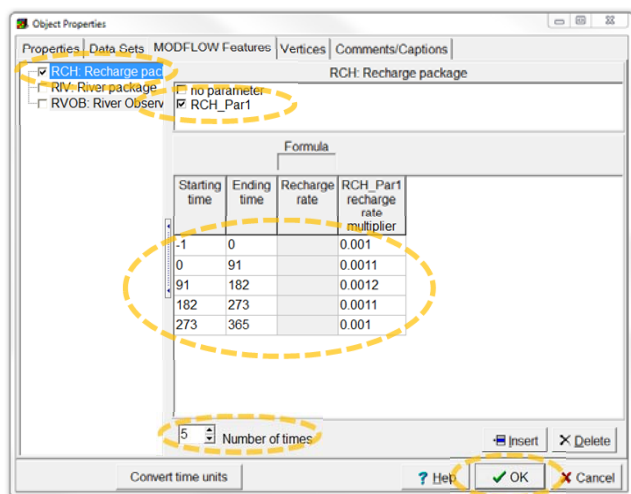 Object Properties
Properties Data Sets MODFLOW Features Vertices Comments/Captions
RCH: Recharge pac
RIV: River package
RVOB: River Observ
RCH: Recharge package
no parameter
RCH_Par1
Formula
Starting time Ending time Recharge rate RCH_Par1 recharge rate multiplier
-1 0 0.001
0 91 0.0011
91 182 0.0012
182 273 0.0011
273 365 0.001
5 Number of times
Insert Delete
Convert time units ? Help OK Cancel